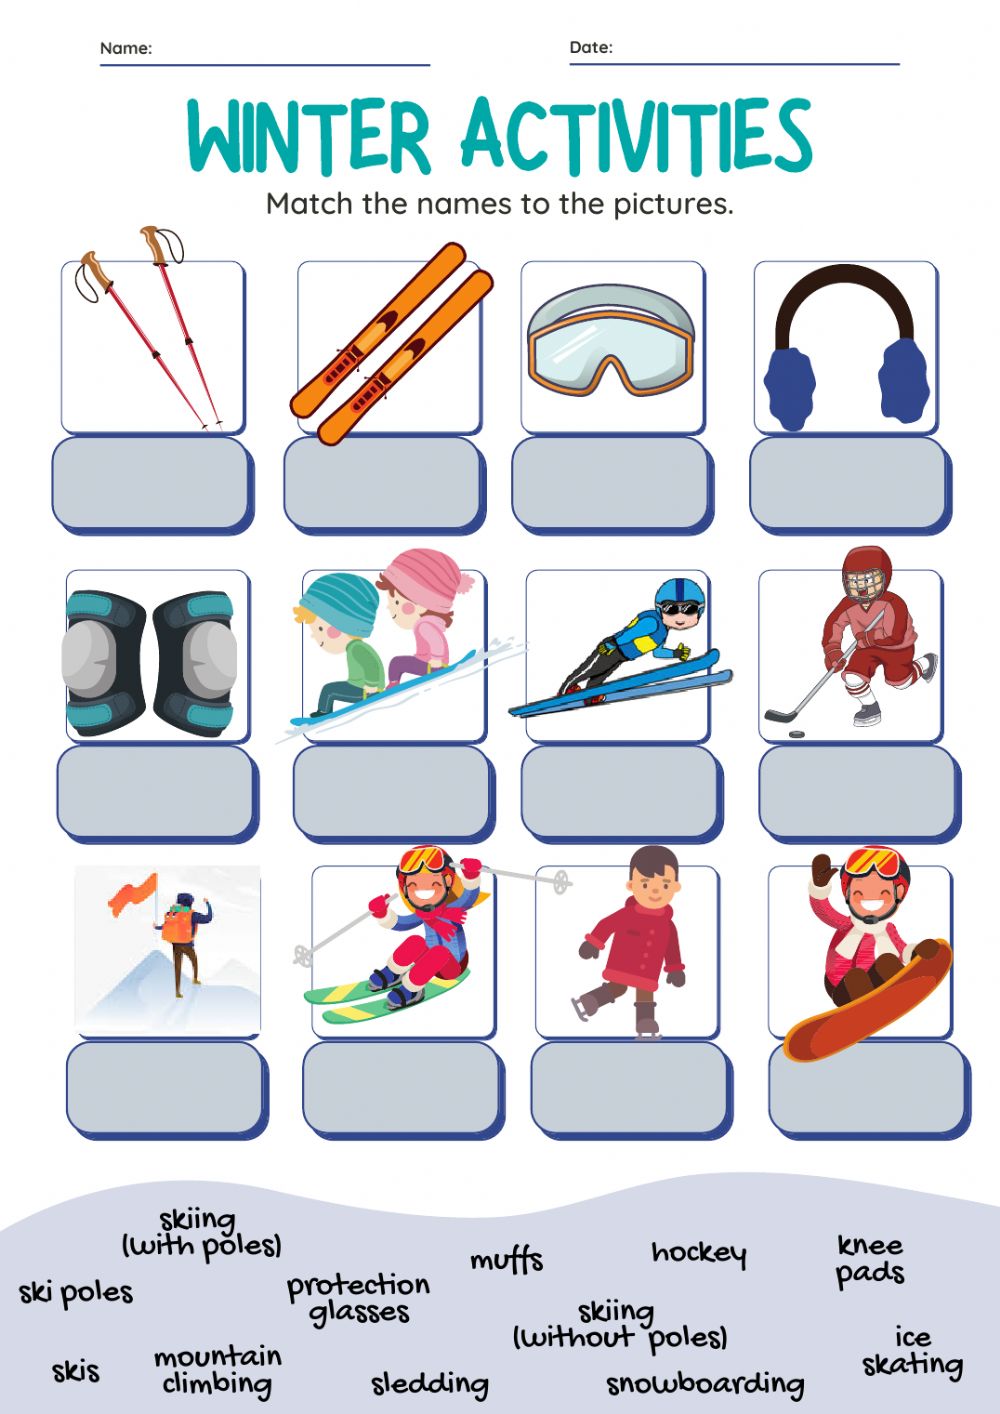 Name:
Date:
WINTER ACTIVITIES
Match the names to the pictures.
skiing
(with poles)
muffs
hockey
knee
pads
ski poles
protection
glasses
skiing
(without poles)
ice
skating
skis
mountain
climbing
sledding
snowboarding